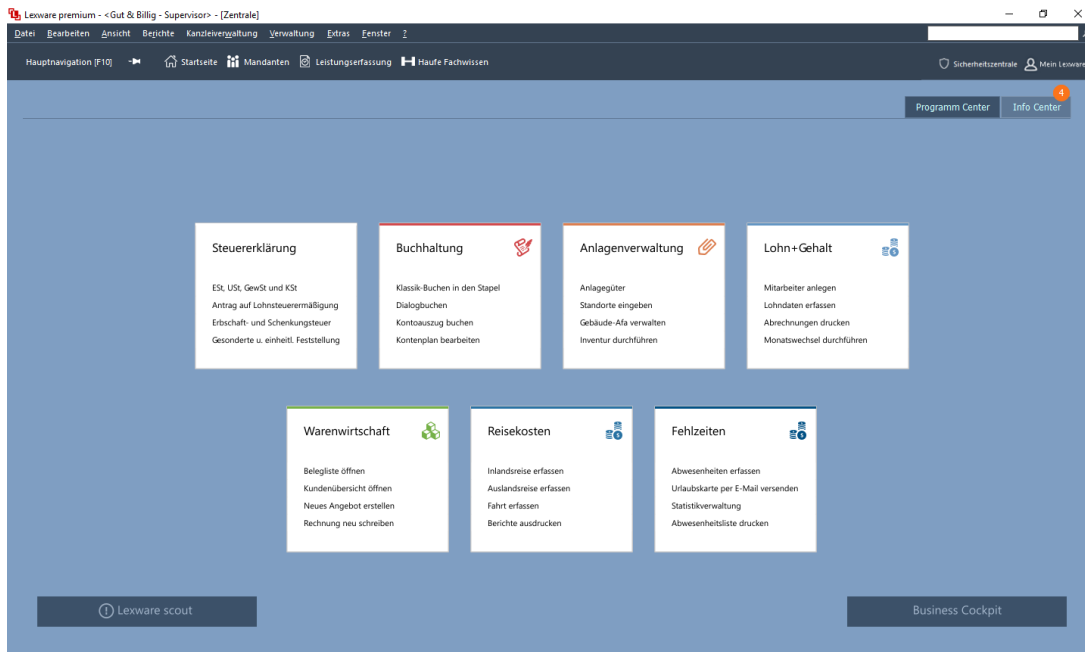 Lexware premium - <Gut & Billig - Supervisor> - [Zentrale]
Datei Bearbeiten Ansicht Berichte Kanzleiverwaltung Verwaltung Extras Fenster ?
Hauptnavigation [F10] Startseite Mandanten Leistungserfassung Haufe Fachwissen Sicherheitszentrale Mein Lexware
4
Programm Center Info Center
Steuererklärung
ESt, USt, GewSt und KSt
Antrag auf Lohnsteuerermäßigung
Erbschaft- und Schenkungsteuer
Gesonderte u. einheitl. Feststellung
Buchhaltung
Klassik-Buchen in den Stapel
Dialogbuchen
Kontoauszug buchen
Kontenplan bearbeiten
Anlagenverwaltung
Anlagegüter
Standorte eingeben
Gebäude-Afa verwalten
Inventur durchführen
Lohn+Gehalt
Mitarbeiter anlegen
Lohndaten erfassen
Abrechnungen drucken
Monatswechsel durchführen
Warenwirtschaft
Belegliste öffnen
Kundenübersicht öffnen
Neues Angebot erstellen
Rechnung neu schreiben
Reisekosten
Inlandsreise erfassen
Auslandsreise erfassen
Fahrt erfassen
Berichte ausdrucken
Fehlzeiten
Abwesenheiten erfassen
Urlaubskarte per E-Mail versenden
Statistikverwaltung
Abwesenheitsliste drucken
Lexware scout
Business Cockpit